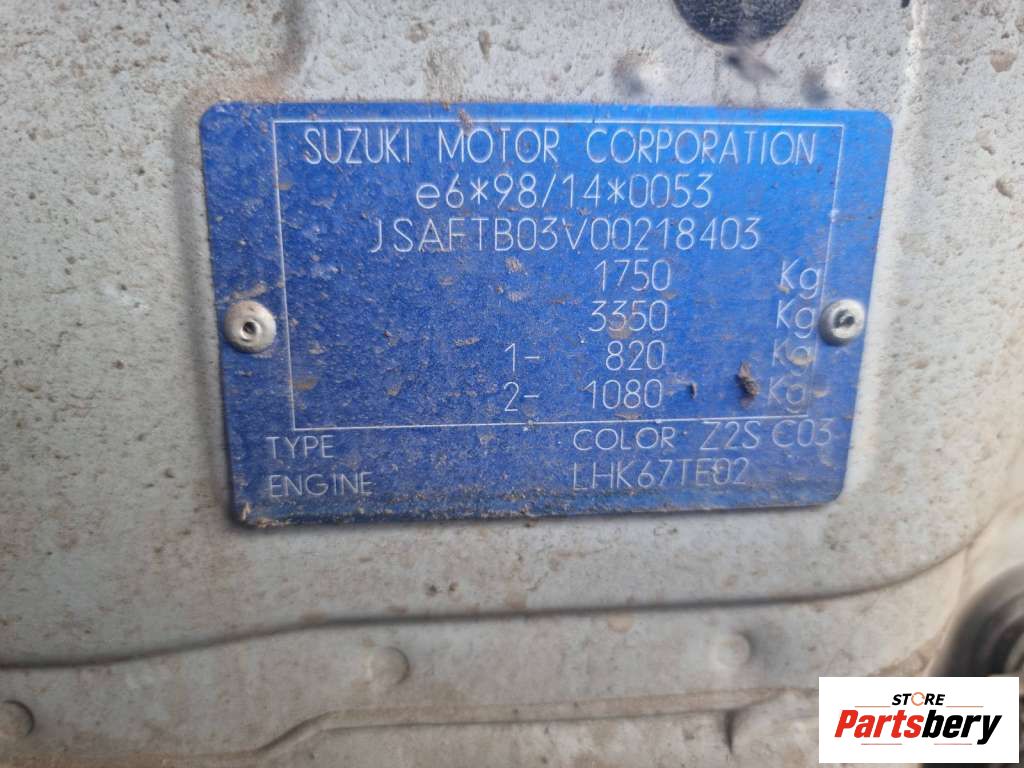 SUZUKI MOTOR CORPORATION
e6*98/14*0053
JSAFTB03V00218403
1750 Kg
3350 Kg
1- 820 Kg
2- 1080 Kg
TYPE COLOR Z2S C03
ENGINE LHK67TE02
STORE
Partsbery